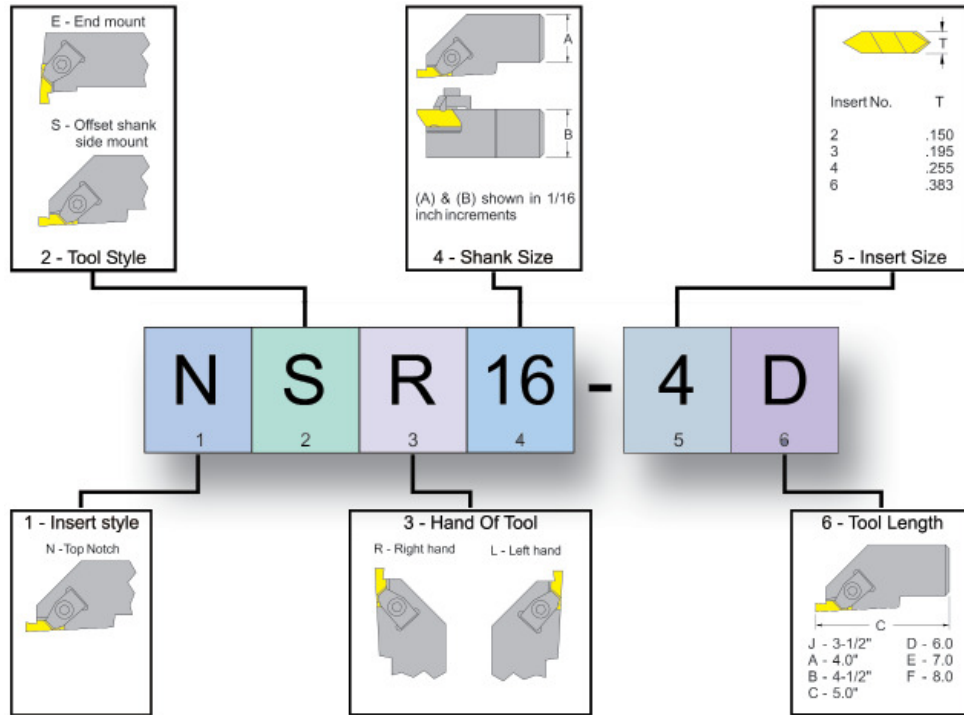 E - End mount
S - Offset shank
side mount
2 - Tool Style
A
B
(A) & (B) shown in 1/16
inch increments
4 - Shank Size
T
Insert No. T
2 .150
3 .195
4 .255
6 .383
5 - Insert Size
N S R 16 - 4 D
1 2 3 4 5 6
1 - Insert style
N -Top Notch
3 - Hand Of Tool
R - Right hand L - Left hand
6 - Tool Length
C
J - 3-1/2" D - 6.0
A - 4.0" E - 7.0
B - 4-1/2" F - 8.0
C - 5.0"